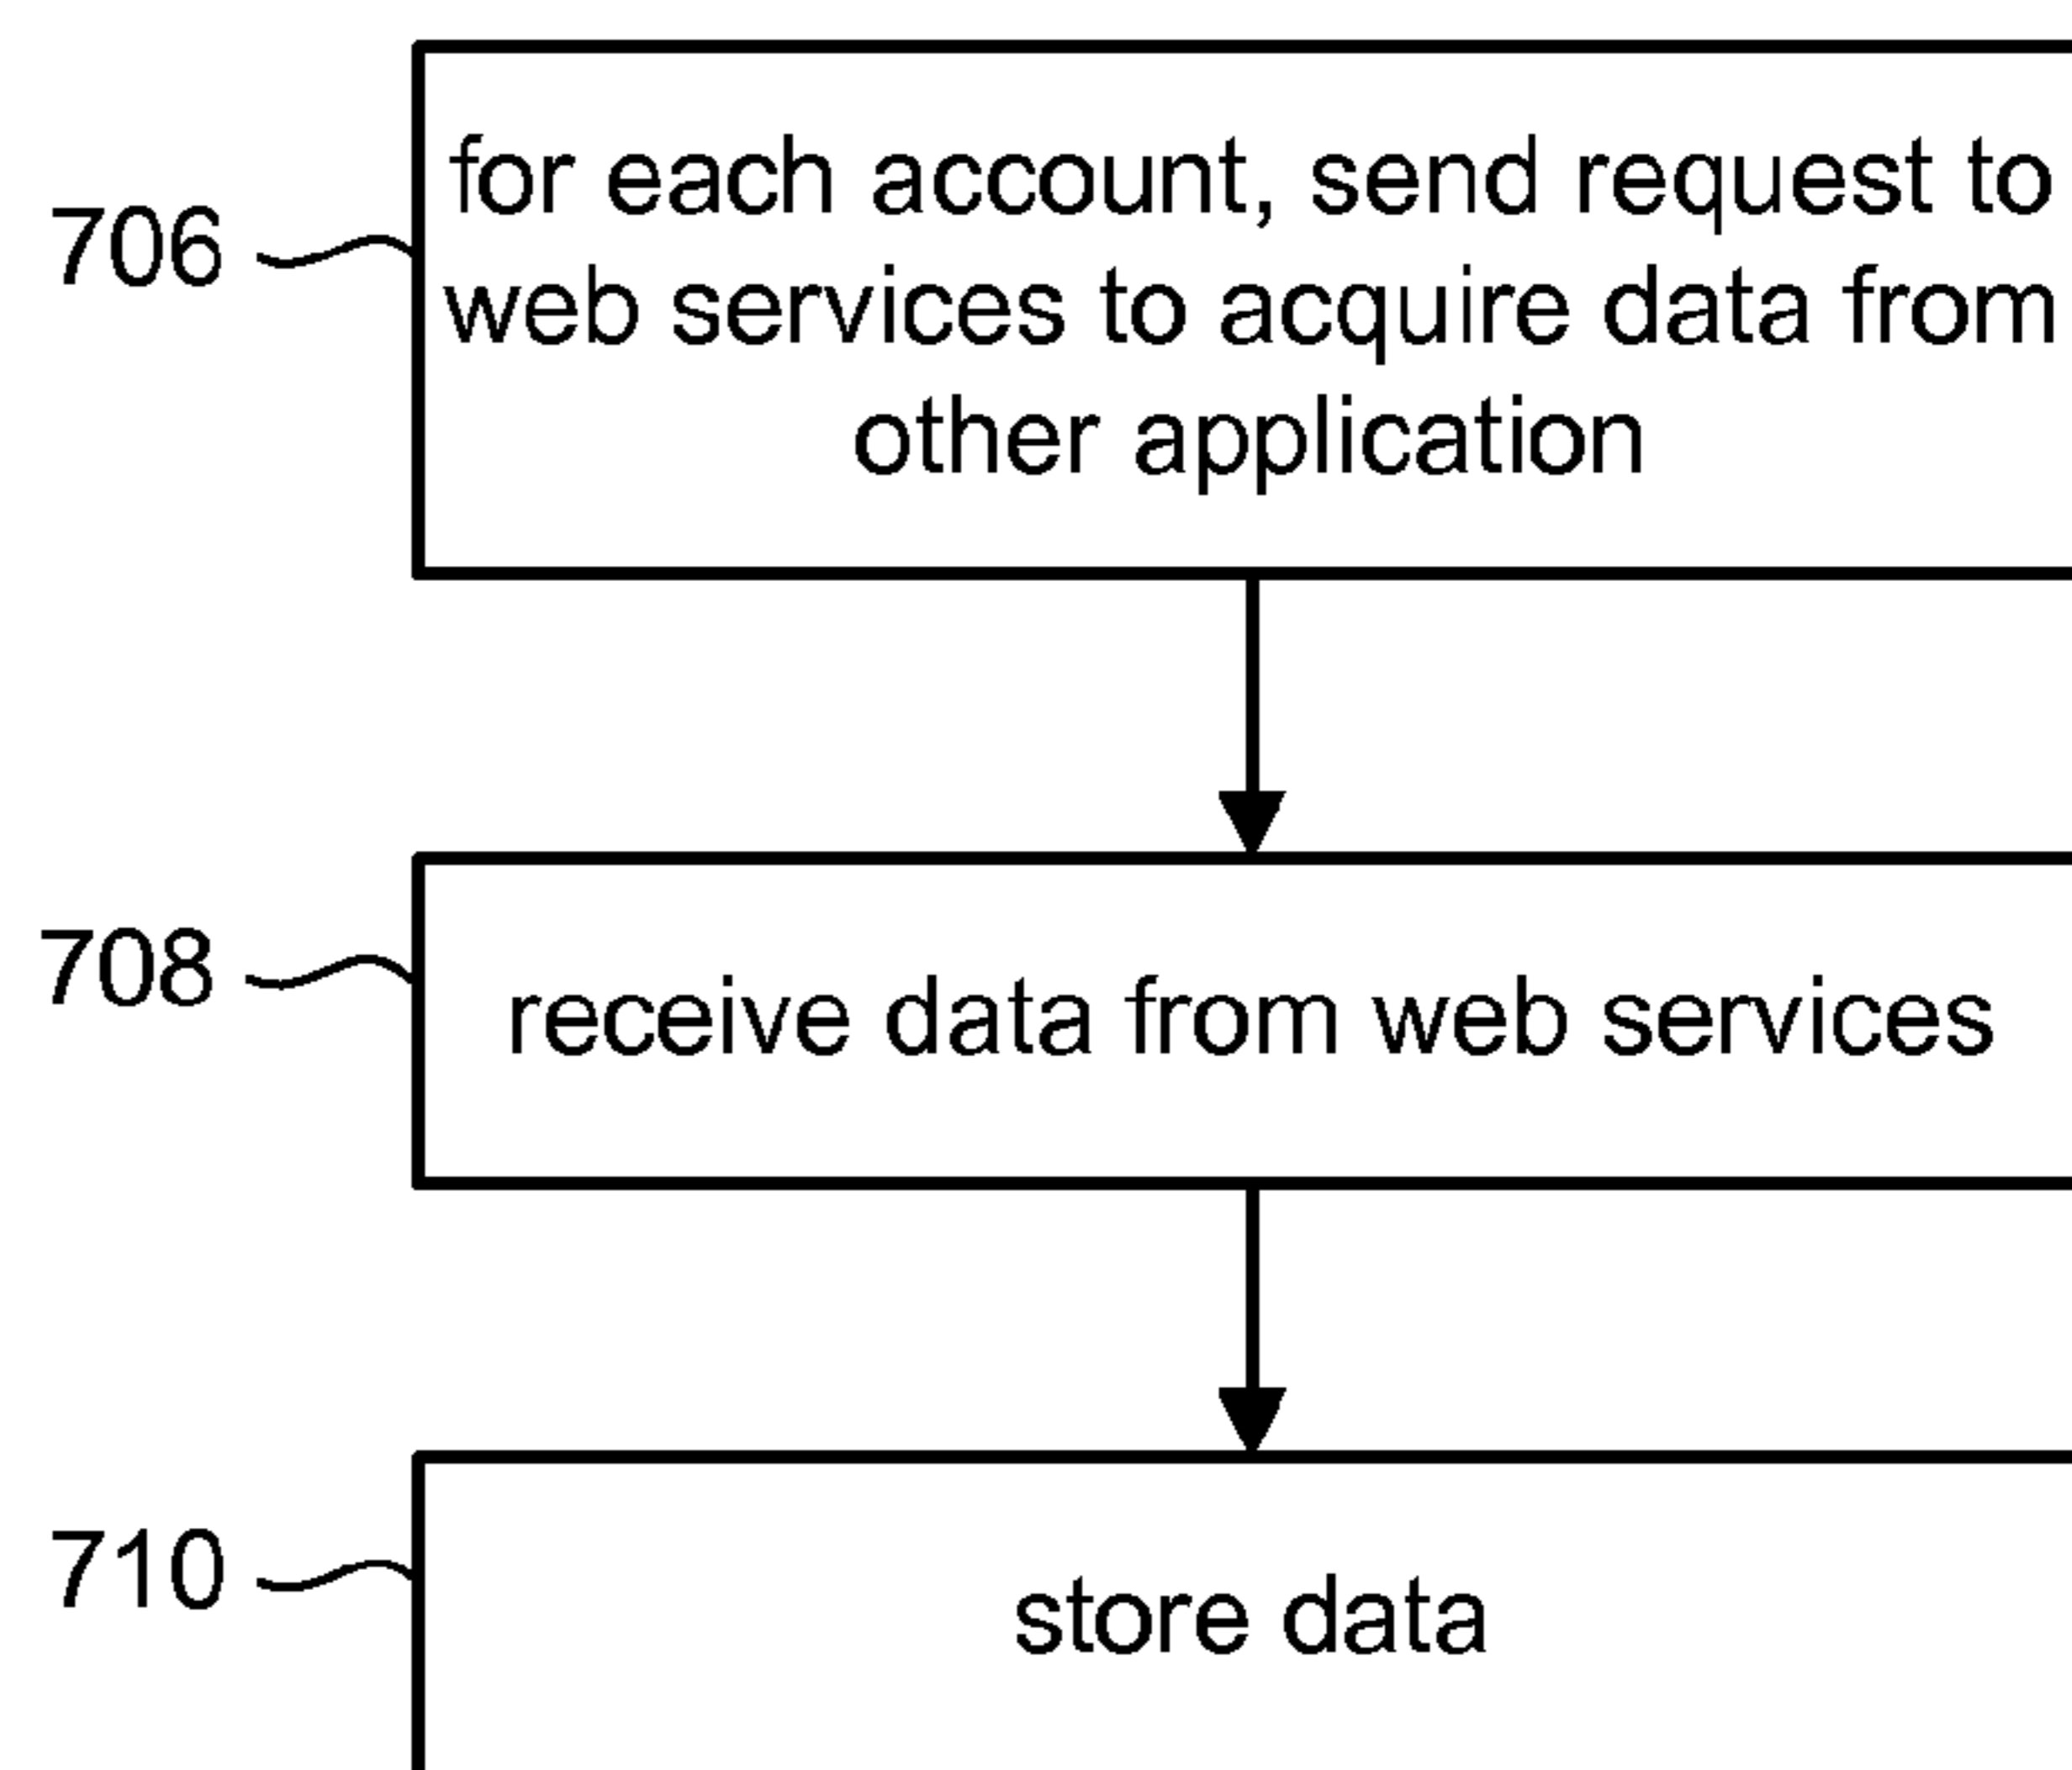 706
for each account, send request to
web services to acquire data from
other application
708
receive data from web services
710
store data